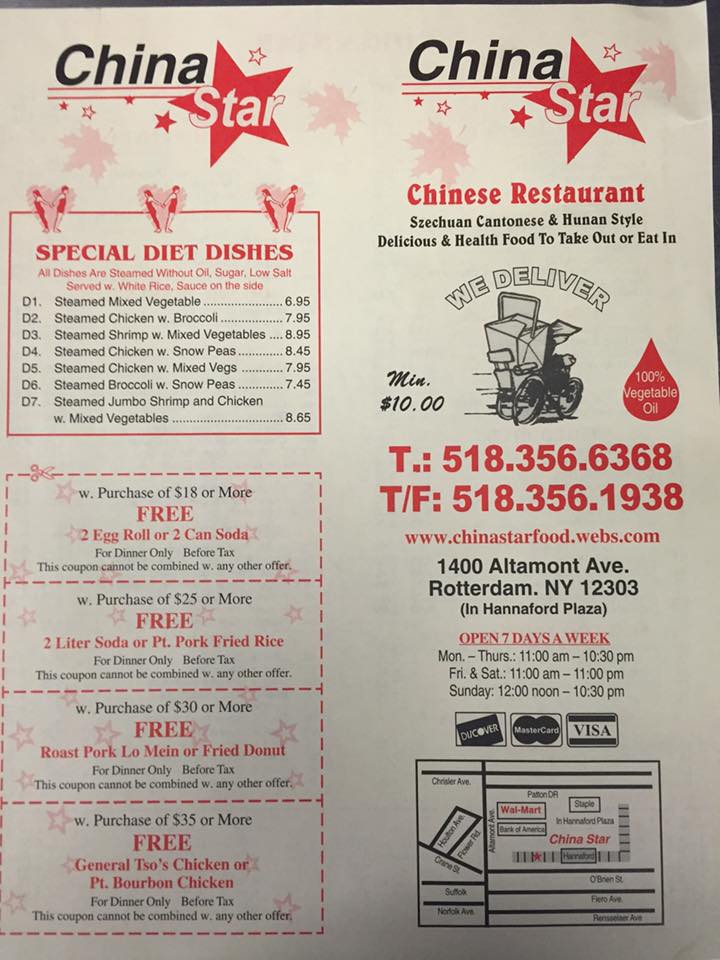 China
Star
SPECIAL DIET DISHES
All Dishes Are Steamed Without Oil, Sugar, Low Salt
Served w. White Rice, Sauce on the side
D1. Steamed Mixed Vegetable ...................... 6.95
D2. Steamed Chicken w. Broccoli ................. 7.95
D3. Steamed Shrimp w. Mixed Vegetables .... 8.95
D4. Steamed Chicken w. Snow Peas ............. 8.45
D5. Steamed Chicken w. Mixed Vegs ............ 7.95
D6. Steamed Broccoli w. Snow Peas ............. 7.45
D7. Steamed Jumbo Shrimp and Chicken
w. Mixed Vegetables ............................... 8.65
w. Purchase of $18 or More
FREE
2 Egg Roll or 2 Can Soda
For Dinner Only Before Tax
This coupon cannot be combined w. any other offer.
w. Purchase of $25 or More
FREE
2 Liter Soda or Pt. Pork Fried Rice
For Dinner Only Before Tax
This coupon cannot be combined w. any other offer.
w. Purchase of $30 or More
FREE
Roast Pork Lo Mein or Fried Donut
For Dinner Only Before Tax
This coupon cannot be combined w. any other offer.
w. Purchase of $35 or More
FREE
General Tso's Chicken or
Pt. Bourbon Chicken
For Dinner Only Before Tax
This coupon cannot be combined w. any other offer.
China
Star
Chinese Restaurant
Szechuan Cantonese & Hunan Style
Delicious & Health Food To Take Out or Eat In
WE DELIVER
Min.
$10.00
100%
Vegetable
Oil
T.: 518.356.6368
T/F: 518.356.1938
www.chinastarfood.webs.com
1400 Altamont Ave.
Rotterdam. NY 12303
(In Hannaford Plaza)
OPEN 7 DAYS A WEEK
Mon. – Thurs.: 11:00 am – 10:30 pm
Fri. & Sat.: 11:00 am – 11:00 pm
Sunday: 12:00 noon – 10:30 pm
DISCOVER MasterCard VISA
Chrisler Ave.
Patton DR
Wal-Mart
Staple
In Hannaford Plaza
Bank of America
China Star
Hannaford
Altamont Ave.
Houlton Ave.
Flower Rd.
Crane St.
O'Brien St.
Suffolk
Fiero Ave.
Norfolk Ave.
Rensselaer Ave